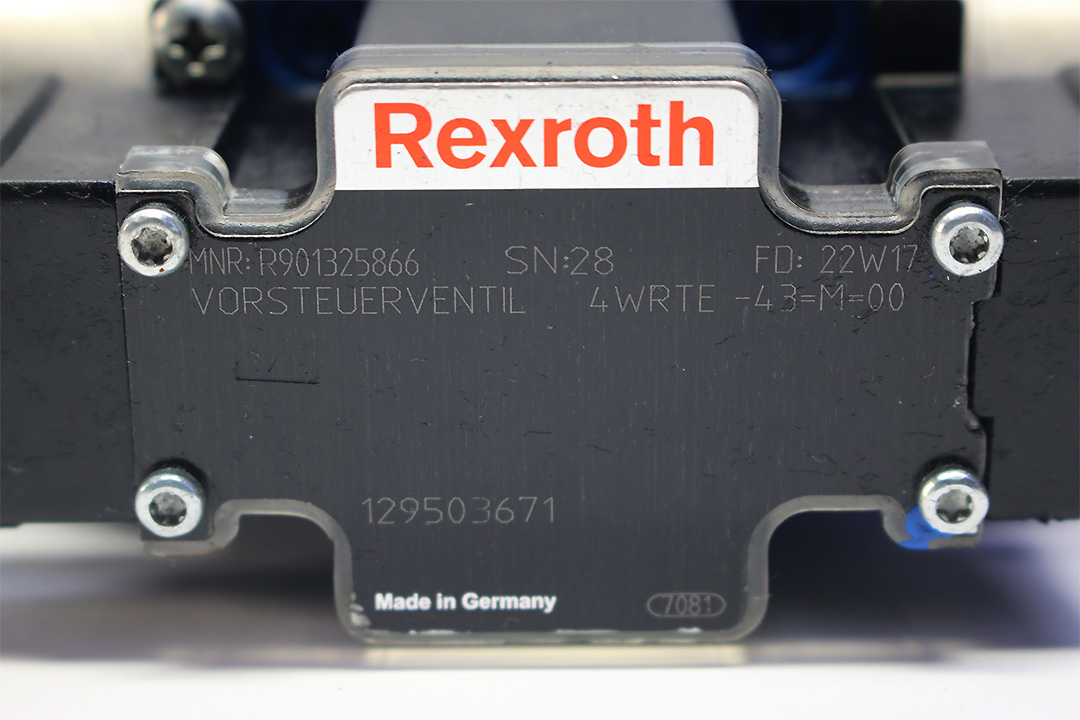 Rexroth
MNR: R901325866 SN:28 FD: 22W17
VORSTEUERVENTIL 4WRTE -43=M=00
129503671
Made in Germany 7081